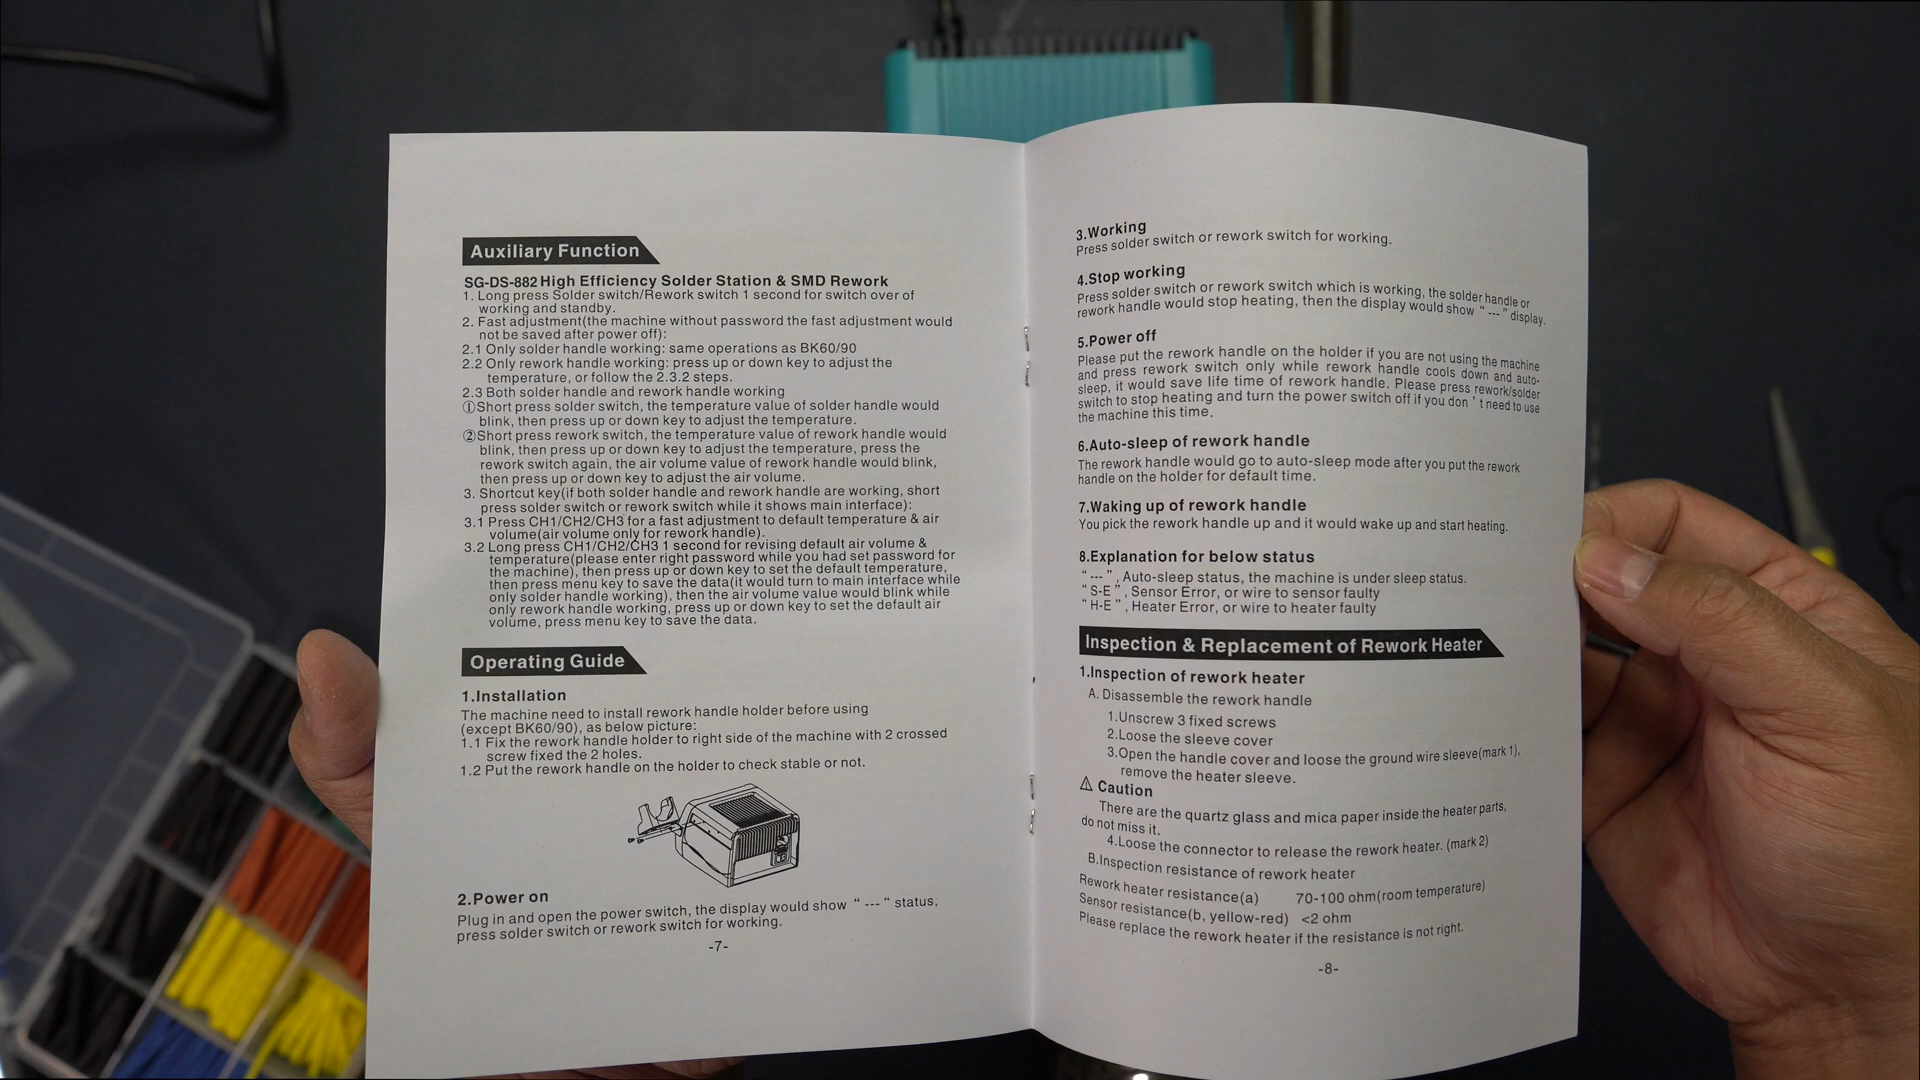 Auxiliary Function
SG-DS-882 High Efficiency Solder Station & SMD Rework
1. Long press Solder switch/Rework switch 1 second for switch over of
working and standby.
2. Fast adjustment(the machine without password the fast adjustment would
not be saved after power off):
2.1 Only solder handle working: same operations as BK60/90
2.2 Only rework handle working: press up or down key to adjust the
temperature, or follow the 2.3.2 steps.
2.3 Both solder handle and rework handle working
①Short press solder switch, the temperature value of solder handle would
blink, then press up or down key to adjust the temperature.
②Short press rework switch, the temperature value of rework handle would
blink, then press up or down key to adjust the temperature, press the
rework switch again, the air volume value of rework handle would blink,
then press up or down key to adjust the air volume.
3. Shortcut key(if both solder handle and rework handle are working, short
press solder switch or rework switch while it shows main interface):
3.1 Press CH1/CH2/CH3 for a fast adjustment to default temperature & air
volume(air volume only for rework handle).
3.2 Long press CH1/CH2/CH3 1 second for revising default air volume &
temperature(please enter right password while you had set password for
the machine), then press up or down key to set the default temperature,
then press menu key to save the data(it would turn to main interface while
only solder handle working), then the air volume value would blink while
only rework handle working, press up or down key to set the default air
volume, press menu key to save the data.
Operating Guide
1.Installation
The machine need to install rework handle holder before using
(except BK60/90), as below picture:
1.1 Fix the rework handle holder to right side of the machine with 2 crossed
screw fixed the 2 holes.
1.2 Put the rework handle on the holder to check stable or not.
2.Power on
Plug in and open the power switch, the display would show “ --- “ status,
press solder switch or rework switch for working.
-7-
3.Working
Press solder switch or rework switch for working.
4.Stop working
Press solder switch or rework switch which is working, the solder handle or
rework handle would stop heating, then the display would show “ --- ” display.
5.Power off
Please put the rework handle on the holder if you are not using the machine
and press rework switch only while rework handle cools down and auto-
sleep, it would save life time of rework handle. Please press rework/solder
switch to stop heating and turn the power switch off if you don ’ t need to use
the machine this time.
6.Auto-sleep of rework handle
The rework handle would go to auto-sleep mode after you put the rework
handle on the holder for default time.
7.Waking up of rework handle
You pick the rework handle up and it would wake up and start heating.
8.Explanation for below status
“ --- ” , Auto-sleep status, the machine is under sleep status.
“ S-E ” , Sensor Error, or wire to sensor faulty
“ H-E ” , Heater Error, or wire to heater faulty
Inspection & Replacement of Rework Heater
1.Inspection of rework heater
A. Disassemble the rework handle
1.Unscrew 3 fixed screws
2.Loose the sleeve cover
3.Open the handle cover and loose the ground wire sleeve(mark 1),
remove the heater sleeve.
⚠ Caution
There are the quartz glass and mica paper inside the heater parts,
do not miss it.
4.Loose the connector to release the rework heater. (mark 2)
B.Inspection resistance of rework heater
Rework heater resistance(a) 70-100 ohm(room temperature)
Sensor resistance(b, yellow-red) <2 ohm
Please replace the rework heater if the resistance is not right.
-8-